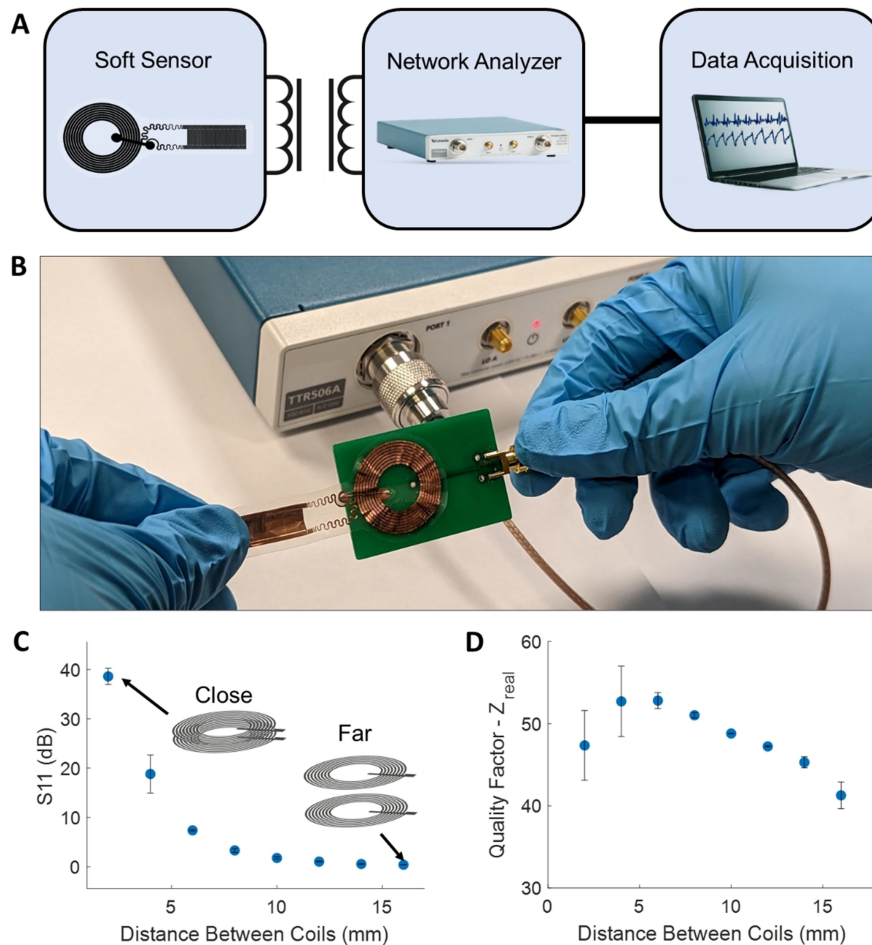 A
Soft Sensor
Network Analyzer
Data Acquisition
Tektronix
B
PORT 1
LO A
TTR506A
C
S11 (dB)
40
30
20
10
0
5
10
15
Distance Between Coils (mm)
Close
Far
D
Quality Factor - Zreal
60
50
40
30
0
5
10
15
Distance Between Coils (mm)